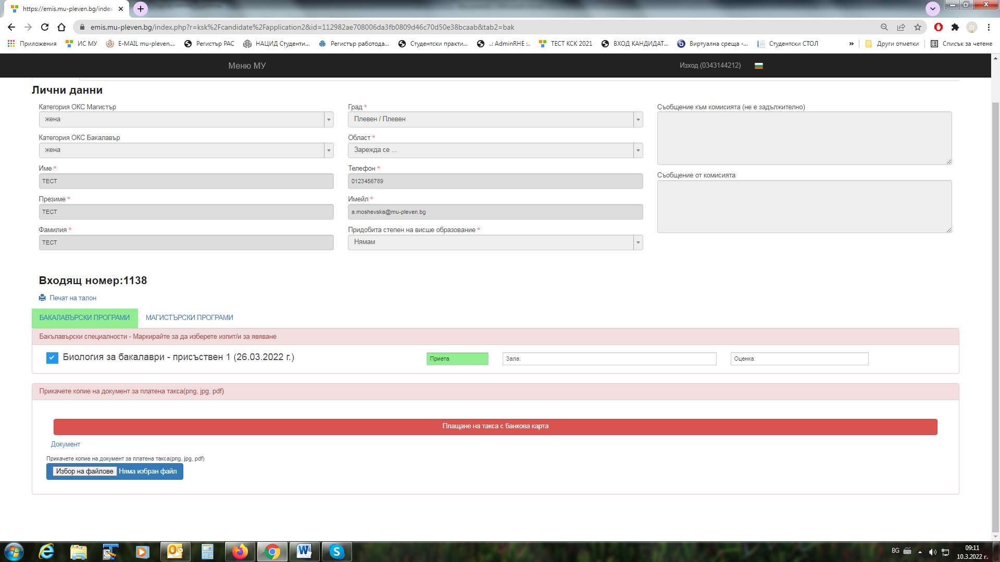 https://emis.mu-pleven.bg/index
emis.mu-pleven.bg/index.php?r=ksk%2Fcandidate%2Fapplication2&id=112982ae708006da3fb0809d46c70d50e38bcaab&tab2=bak
Приложения ИС МУ E-MAIL mu-pleven.... Регистър РАС НАЦИД Студенти... Регистър работода... Студентски практи... ..: AdminRHE :.. ТЕСТ КСК 2021 ВХОД КАНДИДАТ... Виртуална среща -... Студентски СТОЛ » Други отметки Списък за четене
Меню МУ Изход (0343144212)
Лични данни
Категория ОКС Магистър
жена
Категория ОКС Бакалавър
жена
Име *
ТЕСТ
Презиме *
ТЕСТ
Фамилия *
ТЕСТ
Град *
Плевен / Плевен
Област *
Зарежда се ...
Телефон *
0123456789
Имейл *
a.moshevska@mu-pleven.bg
Придобита степен на висше образование *
Нямам
Съобщение към комисията (не е задължително)
Съобщение от комисията
Входящ номер:1138
Печат на талон
БАКАЛАВЪРСКИ ПРОГРАМИ МАГИСТЪРСКИ ПРОГРАМИ
Бакълавърски специалности - Маркирайте за да изберете изпит/и за явяване
Биология за бакалаври - присъствен 1 (26.03.2022 г.) Приета Зала: Оценка:
Прикачете копие на документ за платена такса(png, jpg, pdf)
Плащане на такса с банкова карта
Документ
Прикачете копие на документ за платена такса(png, jpg, pdf)
Избор на файлове Няма избран файл
BG 09:11
10.3.2022 г.